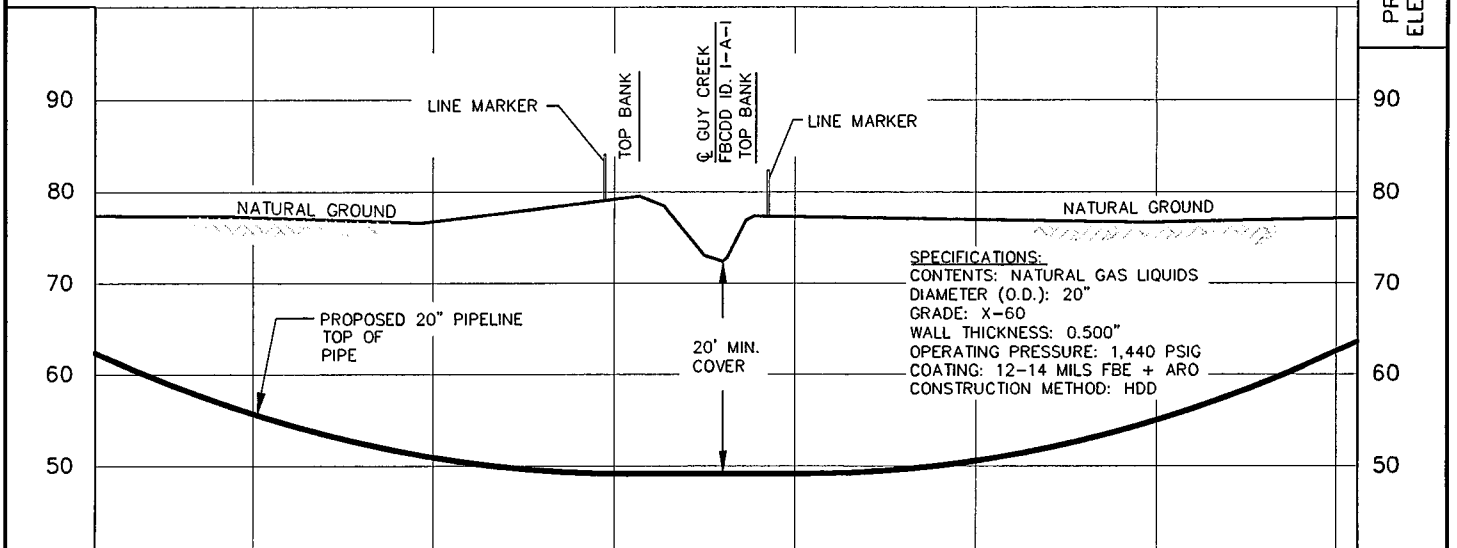 PR
ELE
90
80
70
60
50
LINE MARKER
TOP BANK
℄ GUY CREEK
FBCDD ID. I-A-I
TOP BANK
LINE MARKER
NATURAL GROUND
NATURAL GROUND
PROPOSED 20" PIPELINE
TOP OF
PIPE
20' MIN.
COVER
SPECIFICATIONS:
CONTENTS: NATURAL GAS LIQUIDS
DIAMETER (O.D.): 20"
GRADE: X-60
WALL THICKNESS: 0.500"
OPERATING PRESSURE: 1,440 PSIG
COATING: 12-14 MILS FBE + ARO
CONSTRUCTION METHOD: HDD
90
80
70
60
50